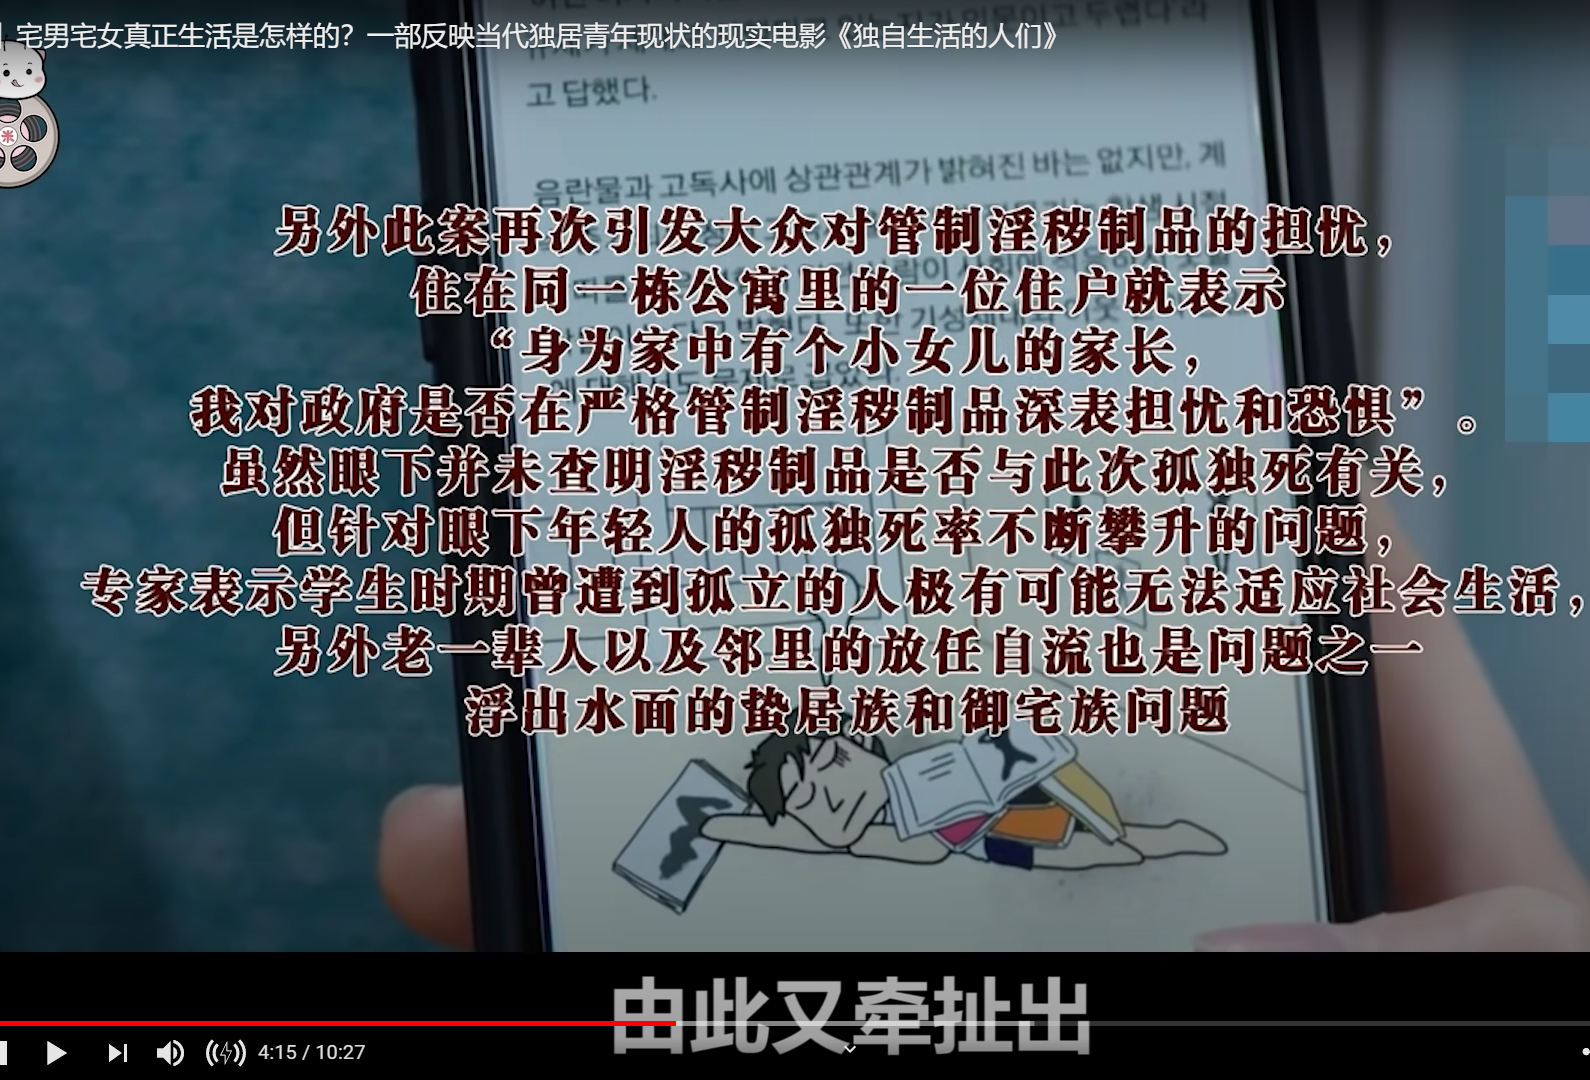 宅男宅女真正生活是怎样的？一部反映当代独居青年现状的现实电影《独自生活的人们》
고 답했다.
음란물과 고독사에 상관관계가 밝혀진 바는 없지만, 계
另外此案再次引发大众对管制淫秽制品的担忧，
住在同一栋公寓里的一位住户就表示
“身为家中有个小女儿的家长，
我对政府是否在严格管制淫秽制品深表担忧和恐惧”。
虽然眼下并未查明淫秽制品是否与此次孤独死有关，
但针对眼下年轻人的孤独死率不断攀升的问题，
专家表示学生时期曾遭到孤立的人极有可能无法适应社会生活，
另外老一辈人以及邻里的放任自流也是问题之一
浮出水面的蛰居族和御宅族问题
由此又牵扯出
4:15 / 10:27